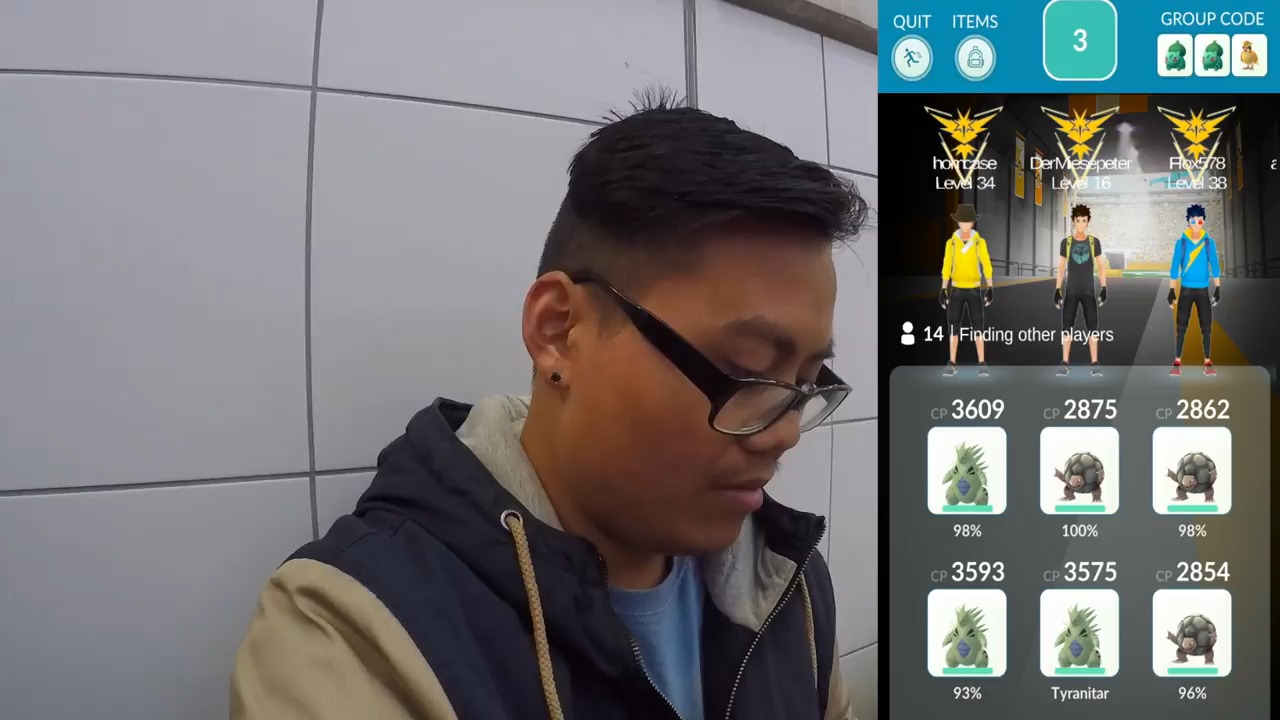 QUIT ITEMS 3 GROUP CODE
homcase DerMiesepeter Flox578
Level 34 Level 16 Level 38
14 | Finding other players
CP 3609 CP 2875 CP 2862
98% 100% 98%
CP 3593 CP 3575 CP 2854
93% Tyranitar 96%